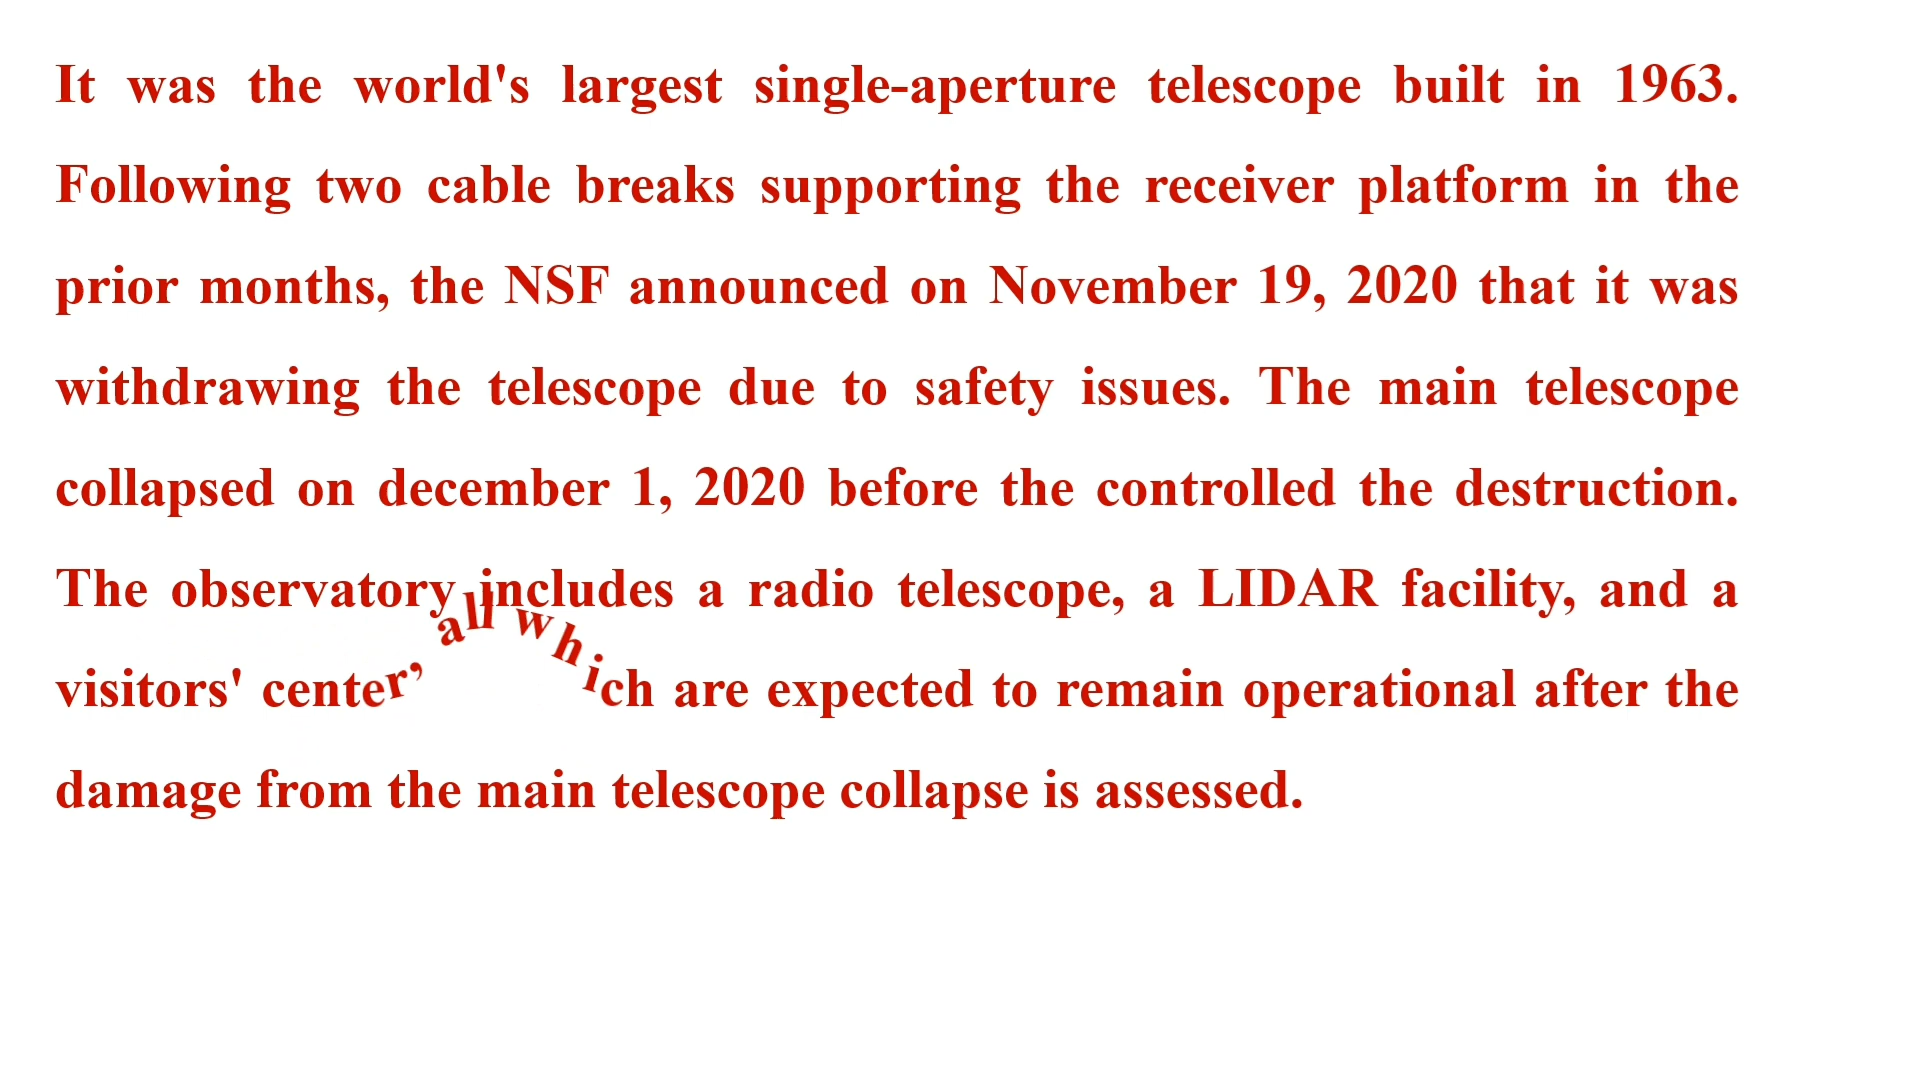 It was the world's largest single-aperture telescope built in 1963.
Following two cable breaks supporting the receiver platform in the
prior months, the NSF announced on November 19, 2020 that it was
withdrawing the telescope due to safety issues. The main telescope
collapsed on december 1, 2020 before the controlled the destruction.
The observatory includes a radio telescope, a LIDAR facility, and a
visitors' center, all which are expected to remain operational after the
damage from the main telescope collapse is assessed.